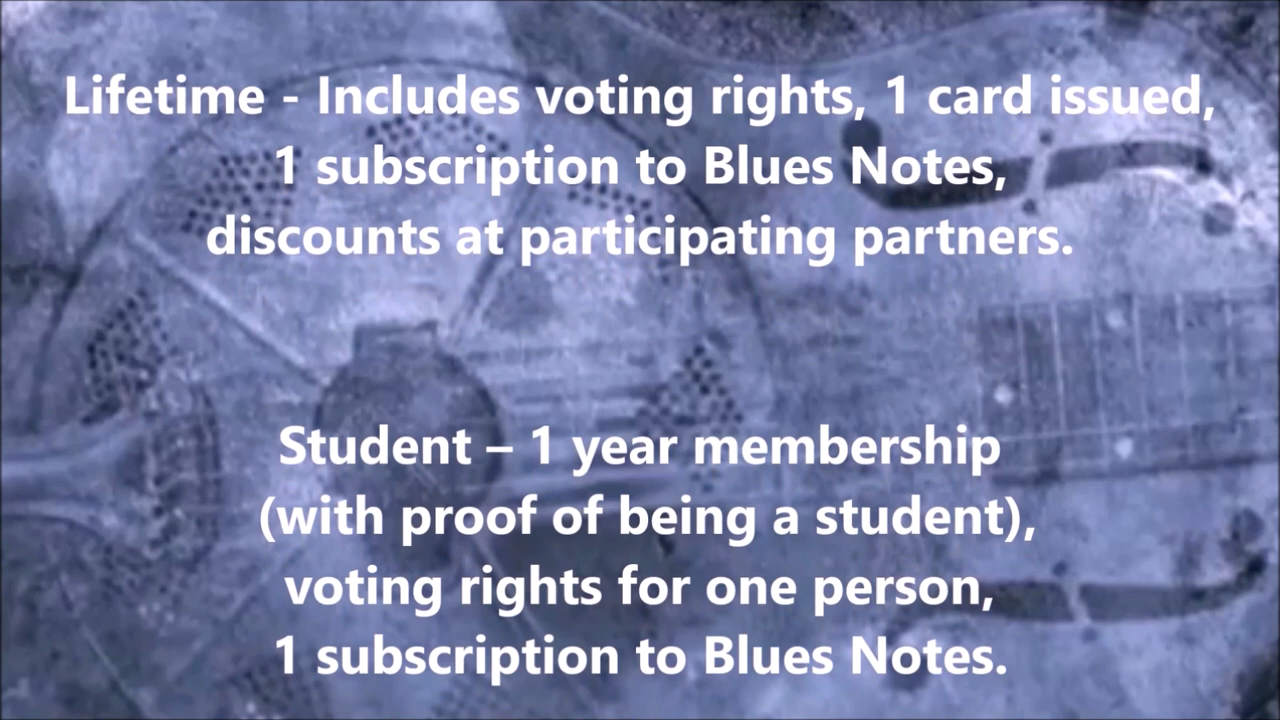 Lifetime - Includes voting rights, 1 card issued,
1 subscription to Blues Notes,
discounts at participating partners.
Student – 1 year membership
(with proof of being a student),
voting rights for one person,
1 subscription to Blues Notes.